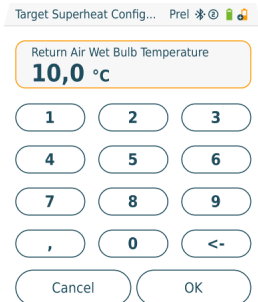 Target Superheat Config... Prel
Return Air Wet Bulb Temperature
10,0 °C
1 2 3
4 5 6
7 8 9
, 0 <-
Cancel OK